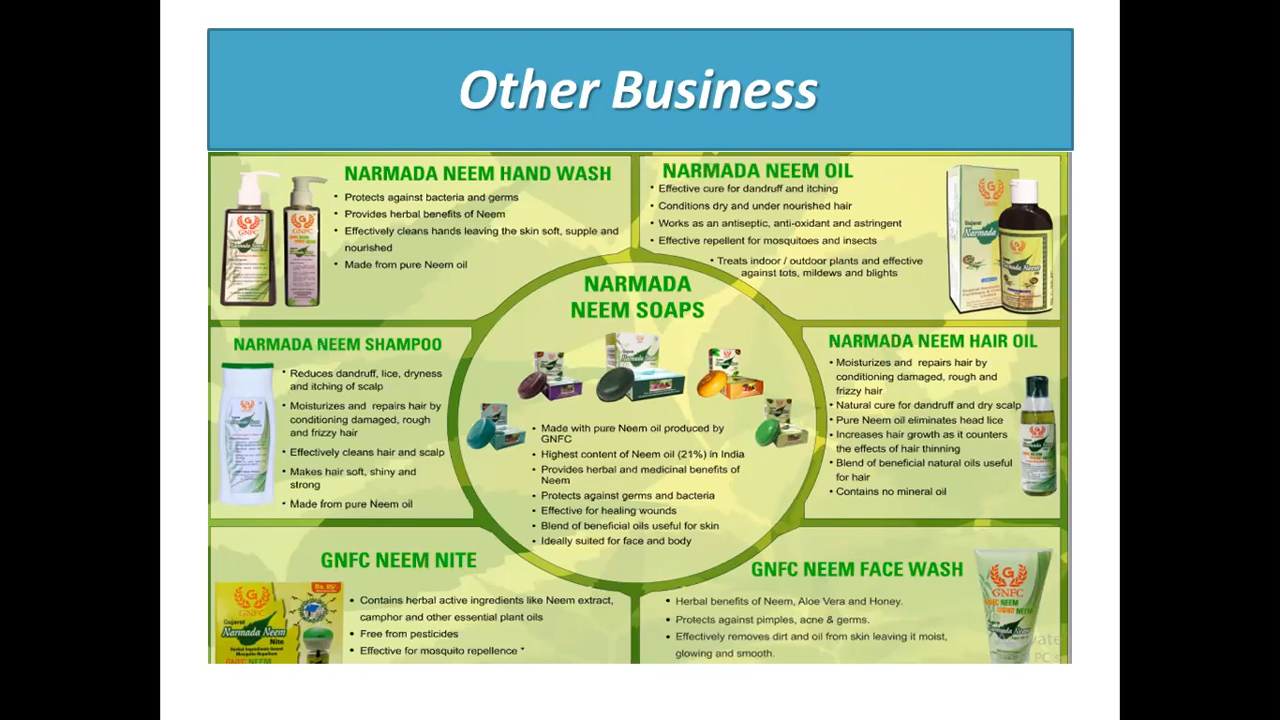 Other Business
NARMADA NEEM HAND WASH
• Protects against bacteria and germs
• Provides herbal benefits of Neem
• Effectively cleans hands leaving the skin soft, supple and
nourished
• Made from pure Neem oil
NARMADA NEEM OIL
• Effective cure for dandruff and itching
• Conditions dry and under nourished hair
• Works as an antiseptic, anti-oxidant and astringent
• Effective repellent for mosquitoes and insects
• Treats indoor / outdoor plants and effective
against tots, mildews and blights
GNFC
Gujarat
Narmada
NARMADA
NEEM SOAPS
• Made with pure Neem oil produced by
GNFC
• Highest content of Neem oil (21%) in India
• Provides herbal and medicinal benefits of
Neem
• Protects against germs and bacteria
• Effective for healing wounds
• Blend of beneficial oils useful for skin
• Ideally suited for face and body
NARMADA NEEM SHAMPOO
• Reduces dandruff, lice, dryness
and itching of scalp
• Moisturizes and repairs hair by
conditioning damaged, rough
and frizzy hair
• Effectively cleans hair and scalp
• Makes hair soft, shiny and
strong
• Made from pure Neem oil
NARMADA NEEM HAIR OIL
• Moisturizes and repairs hair by
conditioning damaged, rough and
frizzy hair
• Natural cure for dandruff and dry scalp
• Pure Neem oil eliminates head lice
• Increases hair growth as it counters
the effects of hair thinning
• Blend of beneficial natural oils useful
for hair
• Contains no mineral oil
GNFC NEEM NITE
• Contains herbal active ingredients like Neem extract,
camphor and other essential plant oils
• Free from pesticides
• Effective for mosquito repellence *
GNFC
Gujarat
Narmada Neem
Nite
GNFC NEEM
GNFC NEEM FACE WASH
• Herbal benefits of Neem, Aloe Vera and Honey.
• Protects against pimples, acne & germs.
• Effectively removes dirt and oil from skin leaving it moist,
glowing and smooth.
GNFC